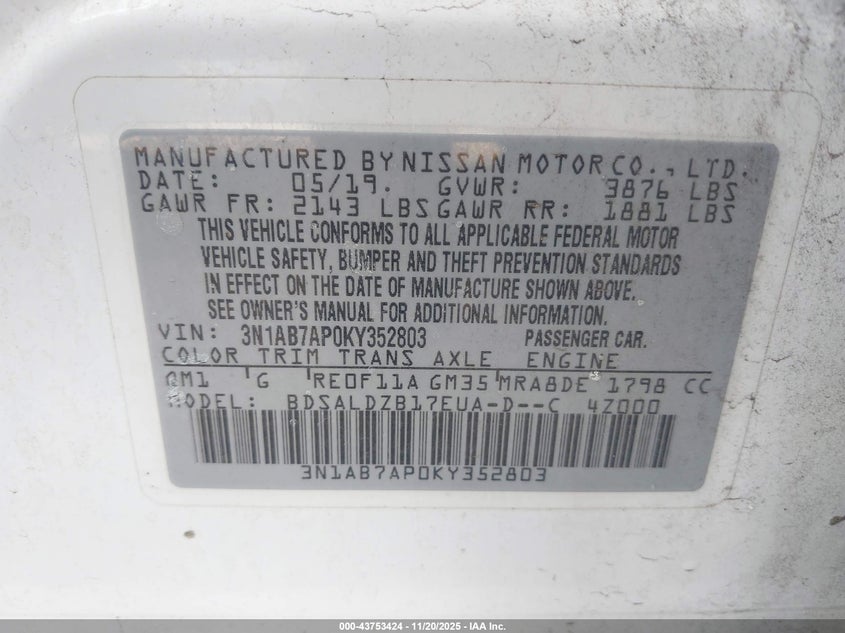 MANUFACTURED BY NISSAN MOTOR CO., LTD.
DATE: 05/19. GVWR: 3876 LBS
GAWR FR: 2143 LBS GAWR RR: 1881 LBS
THIS VEHICLE CONFORMS TO ALL APPLICABLE FEDERAL MOTOR
VEHICLE SAFETY, BUMPER AND THEFT PREVENTION STANDARDS
IN EFFECT ON THE DATE OF MANUFACTURE SHOWN ABOVE.
SEE OWNER'S MANUAL FOR ADDITIONAL INFORMATION.
VIN: 3N1AB7AP0KY352803 PASSENGER CAR.
COLOR TRIM TRANS AXLE ENGINE
QM1 G RE0F11A GM35 MRA8DE 1798 CC
MODEL: BDSALDZB17EUA-D--C 4Z000
3N1AB7AP0KY352803
000-43753424 - 11/20/2025 - IAA Inc.